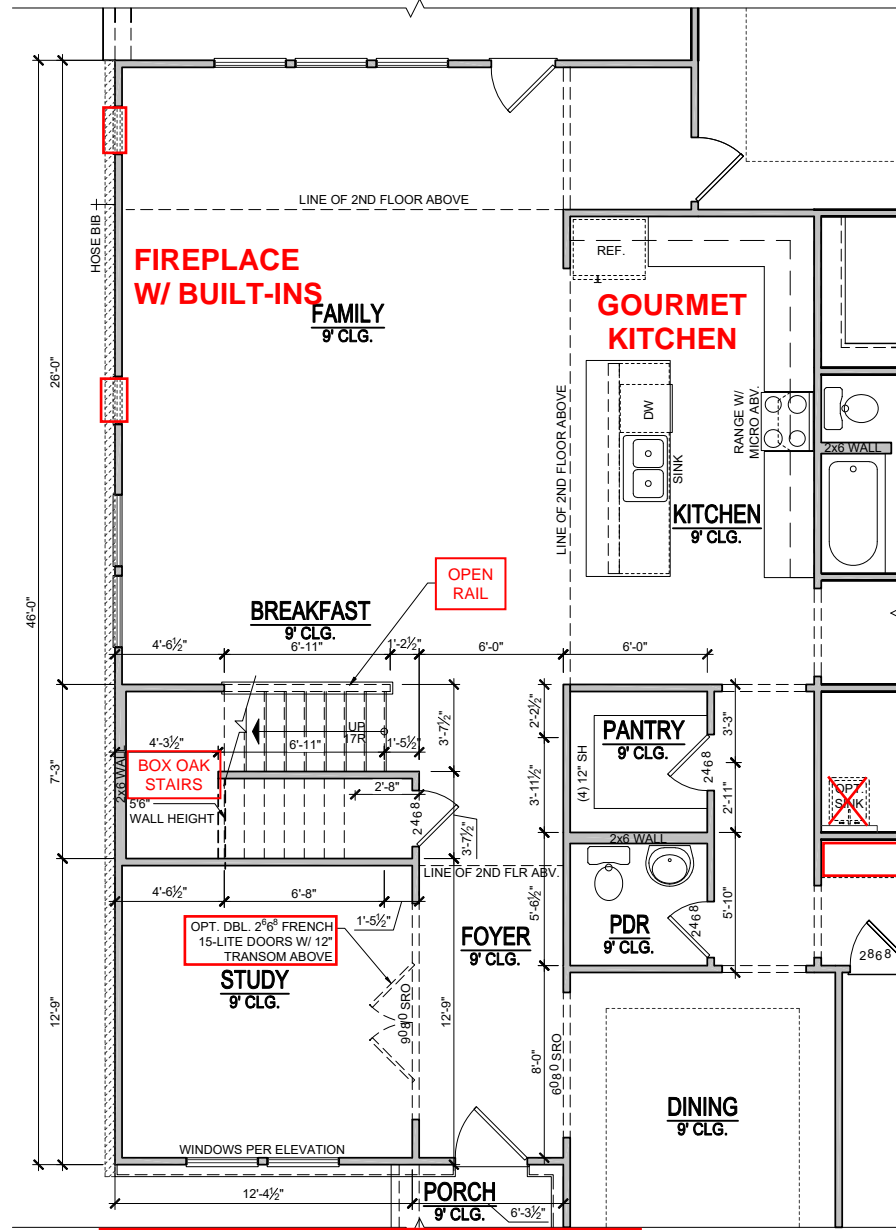 LINE OF 2ND FLOOR ABOVE
HOSE BIB
FIREPLACE
W/ BUILT-INS
FAMILY
9' CLG.
REF.
GOURMET
KITCHEN
26'-0"
46'-0"
LINE OF 2ND FLOOR ABOVE
DW
SINK
RANGE W/
MICRO ABV.
2x6 WALL
KITCHEN
9' CLG.
OPEN
RAIL
BREAKFAST
9' CLG.
4'-6½"
6'-11"
1'-2½"
6'-0"
6'-0"
7'-3"
2x6 WALL
4'-3½"
6'-11"
UP
17R
1'-5½"
3'-7½"
BOX OAK
STAIRS
5'6"
WALL HEIGHT
2'-8"
2468
3'-7½"
2'-2½"
3'-11½"
PANTRY
9' CLG.
(4) 12" SH
2468
3'-3"
2'-11"
OPT
SINK
2x6 WALL
LINE OF 2ND FLR ABV.
4'-6½"
6'-8"
1'-5½"
5'-6½"
PDR
9' CLG.
2468
5'-10"
2868
OPT. DBL. 2⁶6⁸ FRENCH
15-LITE DOORS W/ 12"
TRANSOM ABOVE
STUDY
9' CLG.
FOYER
9' CLG.
12'-9"
9080 SRO
12'-9"
8'-0"
6080 SRO
DINING
9' CLG.
WINDOWS PER ELEVATION
12'-4½"
PORCH
9' CLG.
6'-3½"